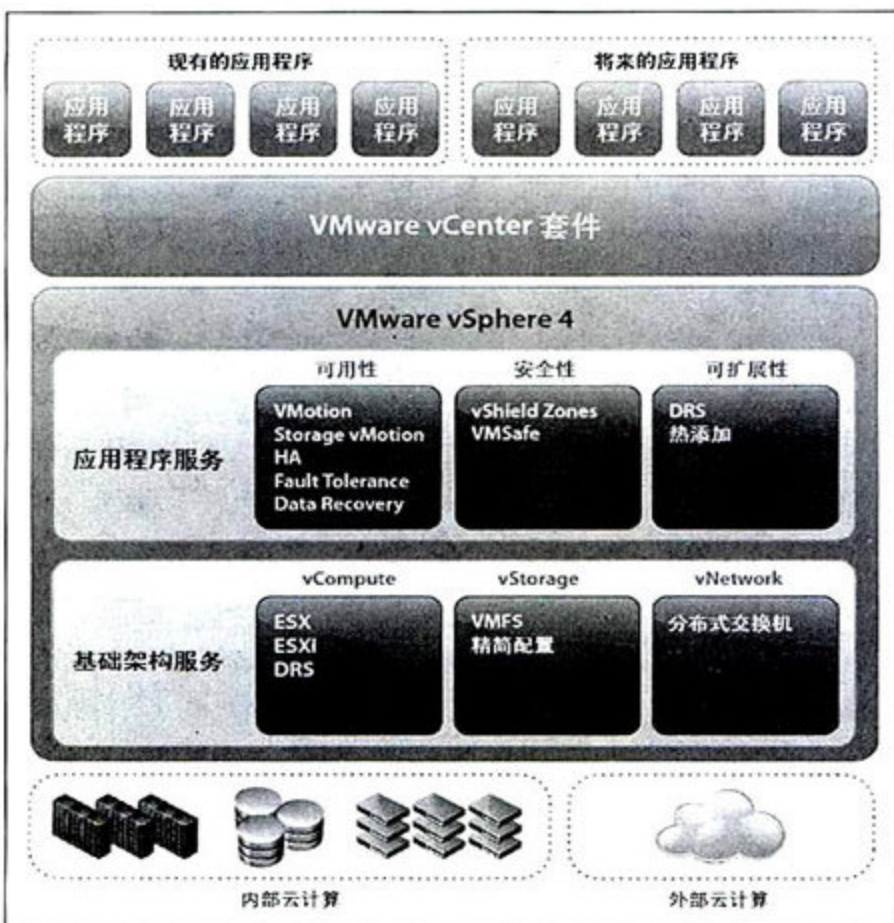 现有的应用程序
将来的应用程序
应用程序
应用程序
应用程序
应用程序
应用程序
应用程序
应用程序
应用程序
VMware vCenter 套件
VMware vSphere 4
应用程序服务
可用性
VMotion
Storage vMotion
HA
Fault Tolerance
Data Recovery
安全性
vShield Zones
VMSafe
可扩展性
DRS
热添加
基础架构服务
vCompute
ESX
ESXi
DRS
vStorage
VMFS
精简配置
vNetwork
分布式交换机
内部云计算
外部云计算